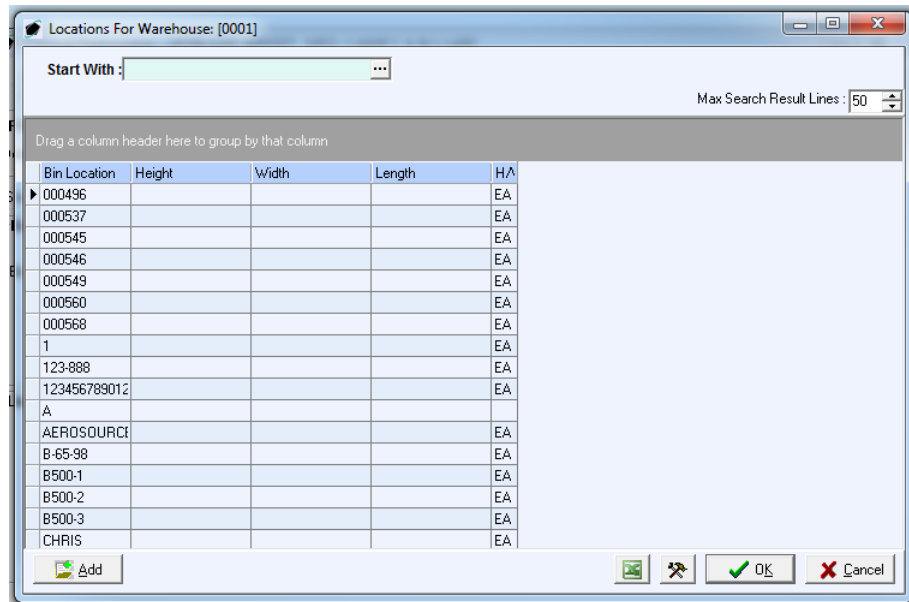 Locations For Warehouse: [0001]
Start With :
Max Search Result Lines : 50
Drag a column header here to group by that column
Bin Location Height Width Length H/
000496 EA
000537 EA
000545 EA
000546 EA
000549 EA
000560 EA
000568 EA
1 EA
123-888 EA
123456789012 EA
A
AEROSOURCE EA
B-65-98 EA
B500-1 EA
B500-2 EA
B500-3 EA
CHRIS EA
Add OK Cancel